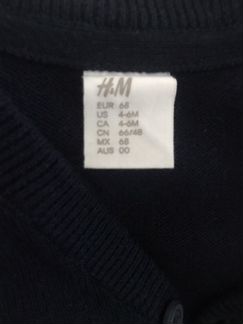 H&M
EUR 68
US 4-6M
CA 4-6M
CN 66/48
MX 68
AUS 00